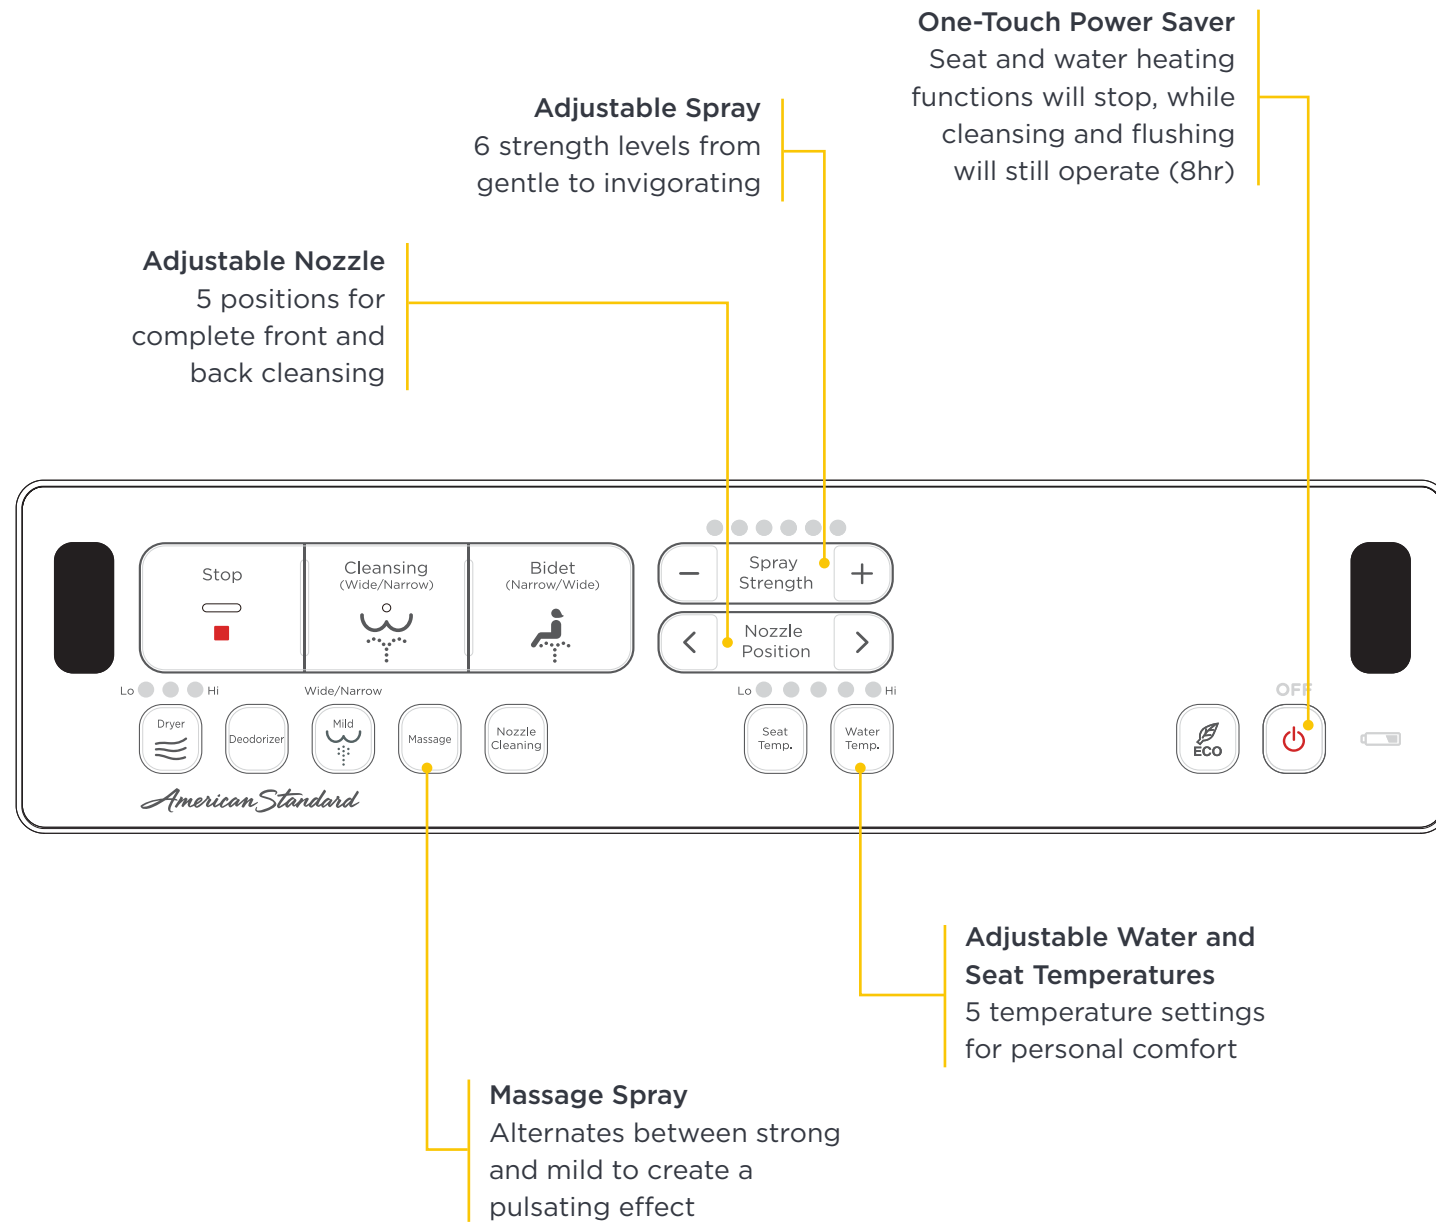 One-Touch Power Saver
Seat and water heating
functions will stop, while
cleansing and flushing
will still operate (8hr)
Adjustable Spray
6 strength levels from
gentle to invigorating
Adjustable Nozzle
5 positions for
complete front and
back cleansing
Stop
Cleansing
(Wide/Narrow)
Bidet
(Narrow/Wide)
Spray
Strength
Nozzle
Position
Lo Hi
Wide/Narrow
Lo Hi
OFF
Dryer
Deodorizer
Mild
Massage
Nozzle
Cleaning
Seat
Temp.
Water
Temp.
ECO
American Standard
Adjustable Water and
Seat Temperatures
5 temperature settings
for personal comfort
Massage Spray
Alternates between strong
and mild to create a
pulsating effect